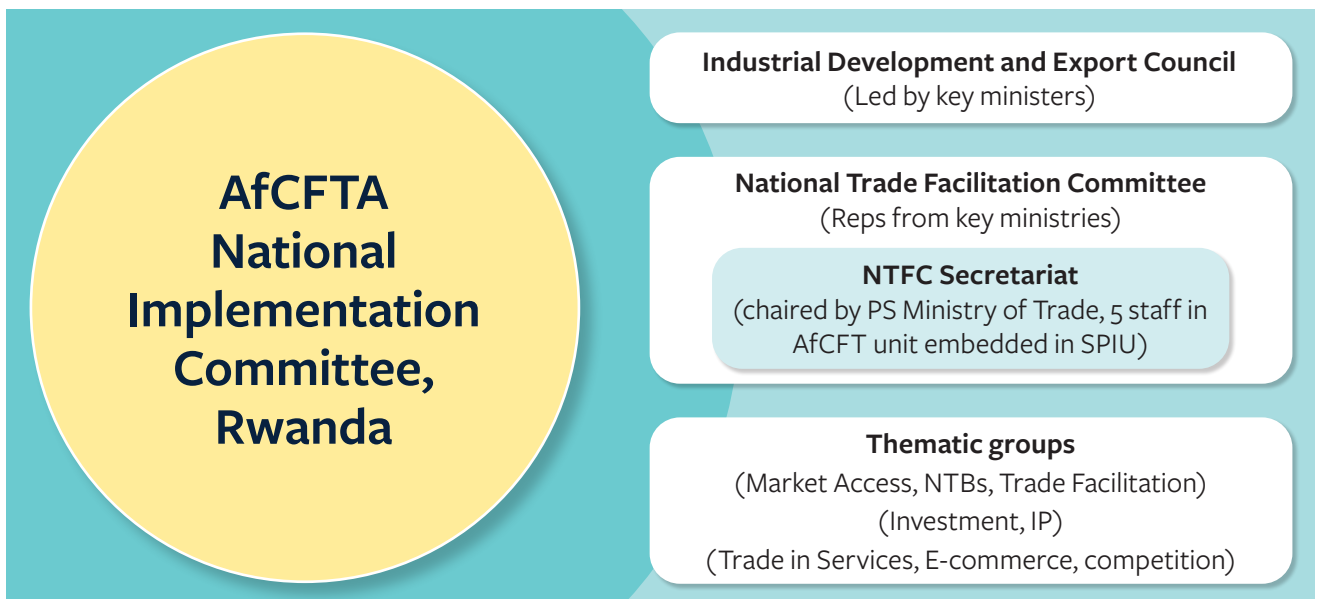 AfCFTA
National
Implementation
Committee,
Rwanda
Industrial Development and Export Council
(Led by key ministers)
National Trade Facilitation Committee
(Reps from key ministries)
NTFC Secretariat
(chaired by PS Ministry of Trade, 5 staff in
AfCFT unit embedded in SPIU)
Thematic groups
(Market Access, NTBs, Trade Facilitation)
(Investment, IP)
(Trade in Services, E-commerce, competition)